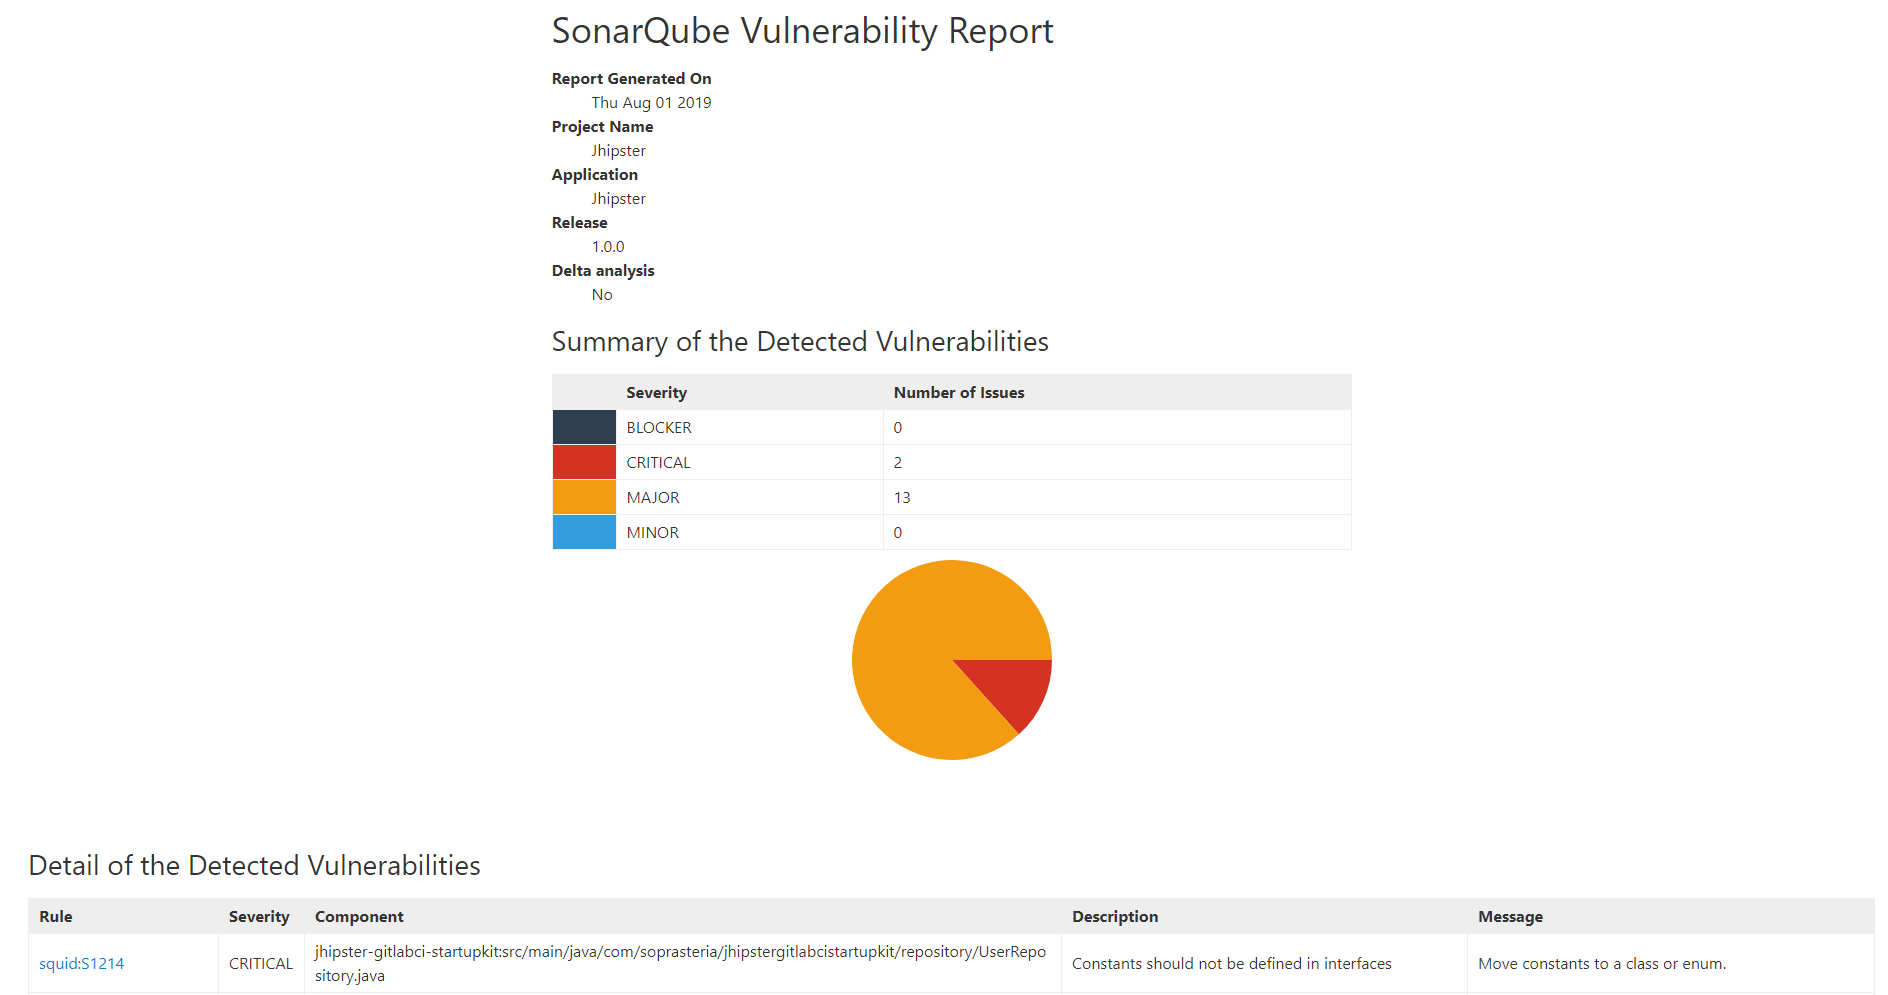 SonarQube Vulnerability Report
Report Generated On
Thu Aug 01 2019
Project Name
Jhipster
Application
Jhipster
Release
1.0.0
Delta analysis
No
Summary of the Detected Vulnerabilities
Severity Number of Issues
BLOCKER 0
CRITICAL 2
MAJOR 13
MINOR 0
Detail of the Detected Vulnerabilities
Rule Severity Component Description Message
squid:S1214 CRITICAL jhipster-gitlabci-startupkit:src/main/java/com/soprasteria/jhipstergitlabcistartupkit/repository/UserRepo
sitory.java Constants should not be defined in interfaces Move constants to a class or enum.